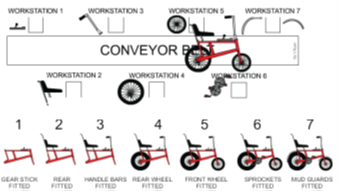 WORKSTATION 1
WORKSTATION 3
WORKSTATION 5
WORKSTATION 7
CONVEYOR BELT
WORKSTATION 2
WORKSTATION 4
WORKSTATION 6
1 2 3 4 5 6 7
GEAR STICK FITTED
REAR FITTED
HANDLE BARS FITTED
REAR WHEEL FITTED
FRONT WHEEL FITTED
SPROCKETS FITTED
MUD GUARDS FITTED